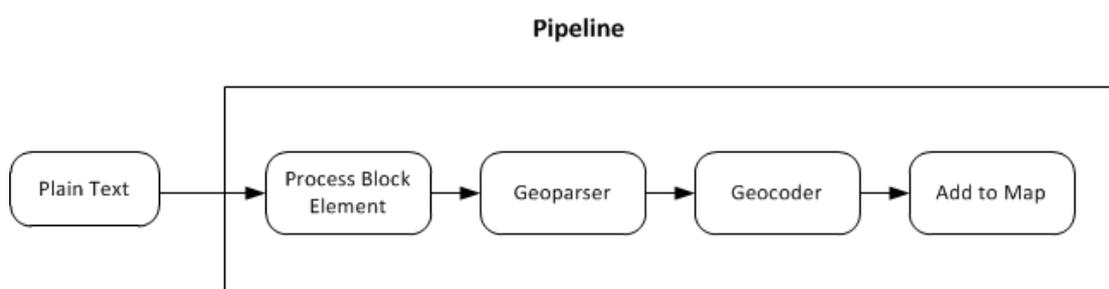 Pipeline
Plain Text
Process Block
Element
Geoparser
Geocoder
Add to Map